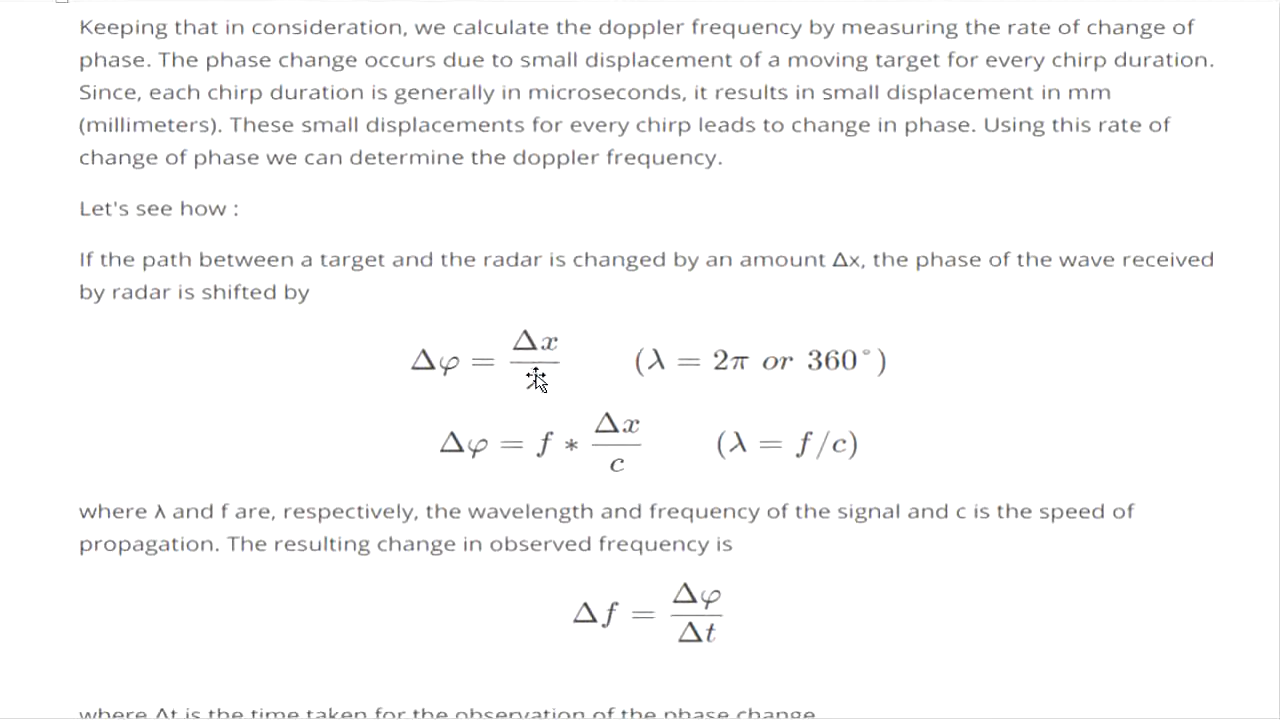 Keeping that in consideration, we calculate the doppler frequency by measuring the rate of change of
phase. The phase change occurs due to small displacement of a moving target for every chirp duration.
Since, each chirp duration is generally in microseconds, it results in small displacement in mm
(millimeters). These small displacements for every chirp leads to change in phase. Using this rate of
change of phase we can determine the doppler frequency.
Let's see how :
If the path between a target and the radar is changed by an amount Δx, the phase of the wave received
by radar is shifted by
Δφ = Δx / (λ = 2π or 360°)
Δφ = f * Δx / c (λ = f/c)
where λ and f are, respectively, the wavelength and frequency of the signal and c is the speed of
propagation. The resulting change in observed frequency is
Δf = Δφ / Δt
where Δt is the time taken for the observation of the phase change